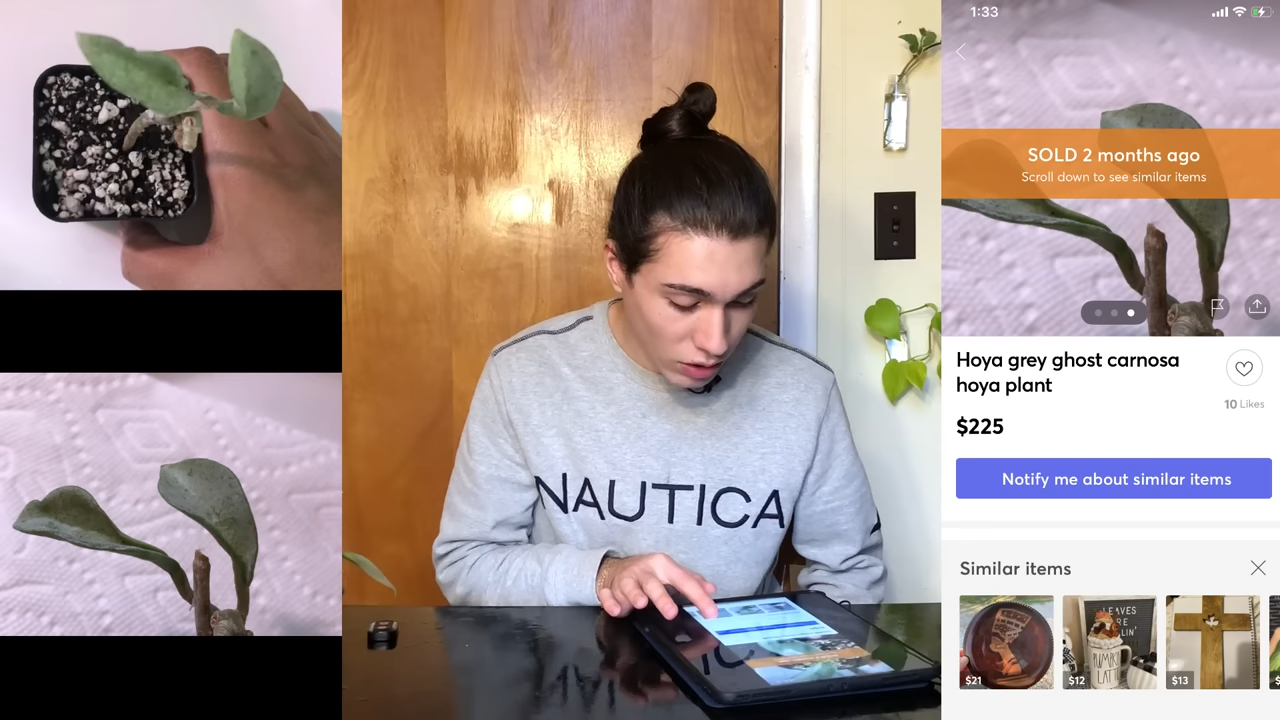 NAUTICA
1:33
SOLD 2 months ago
Scroll down to see similar items
Hoya grey ghost carnosa
hoya plant
10 Likes
$225
Notify me about similar items
Similar items
LEAVES
$21
$12
$13